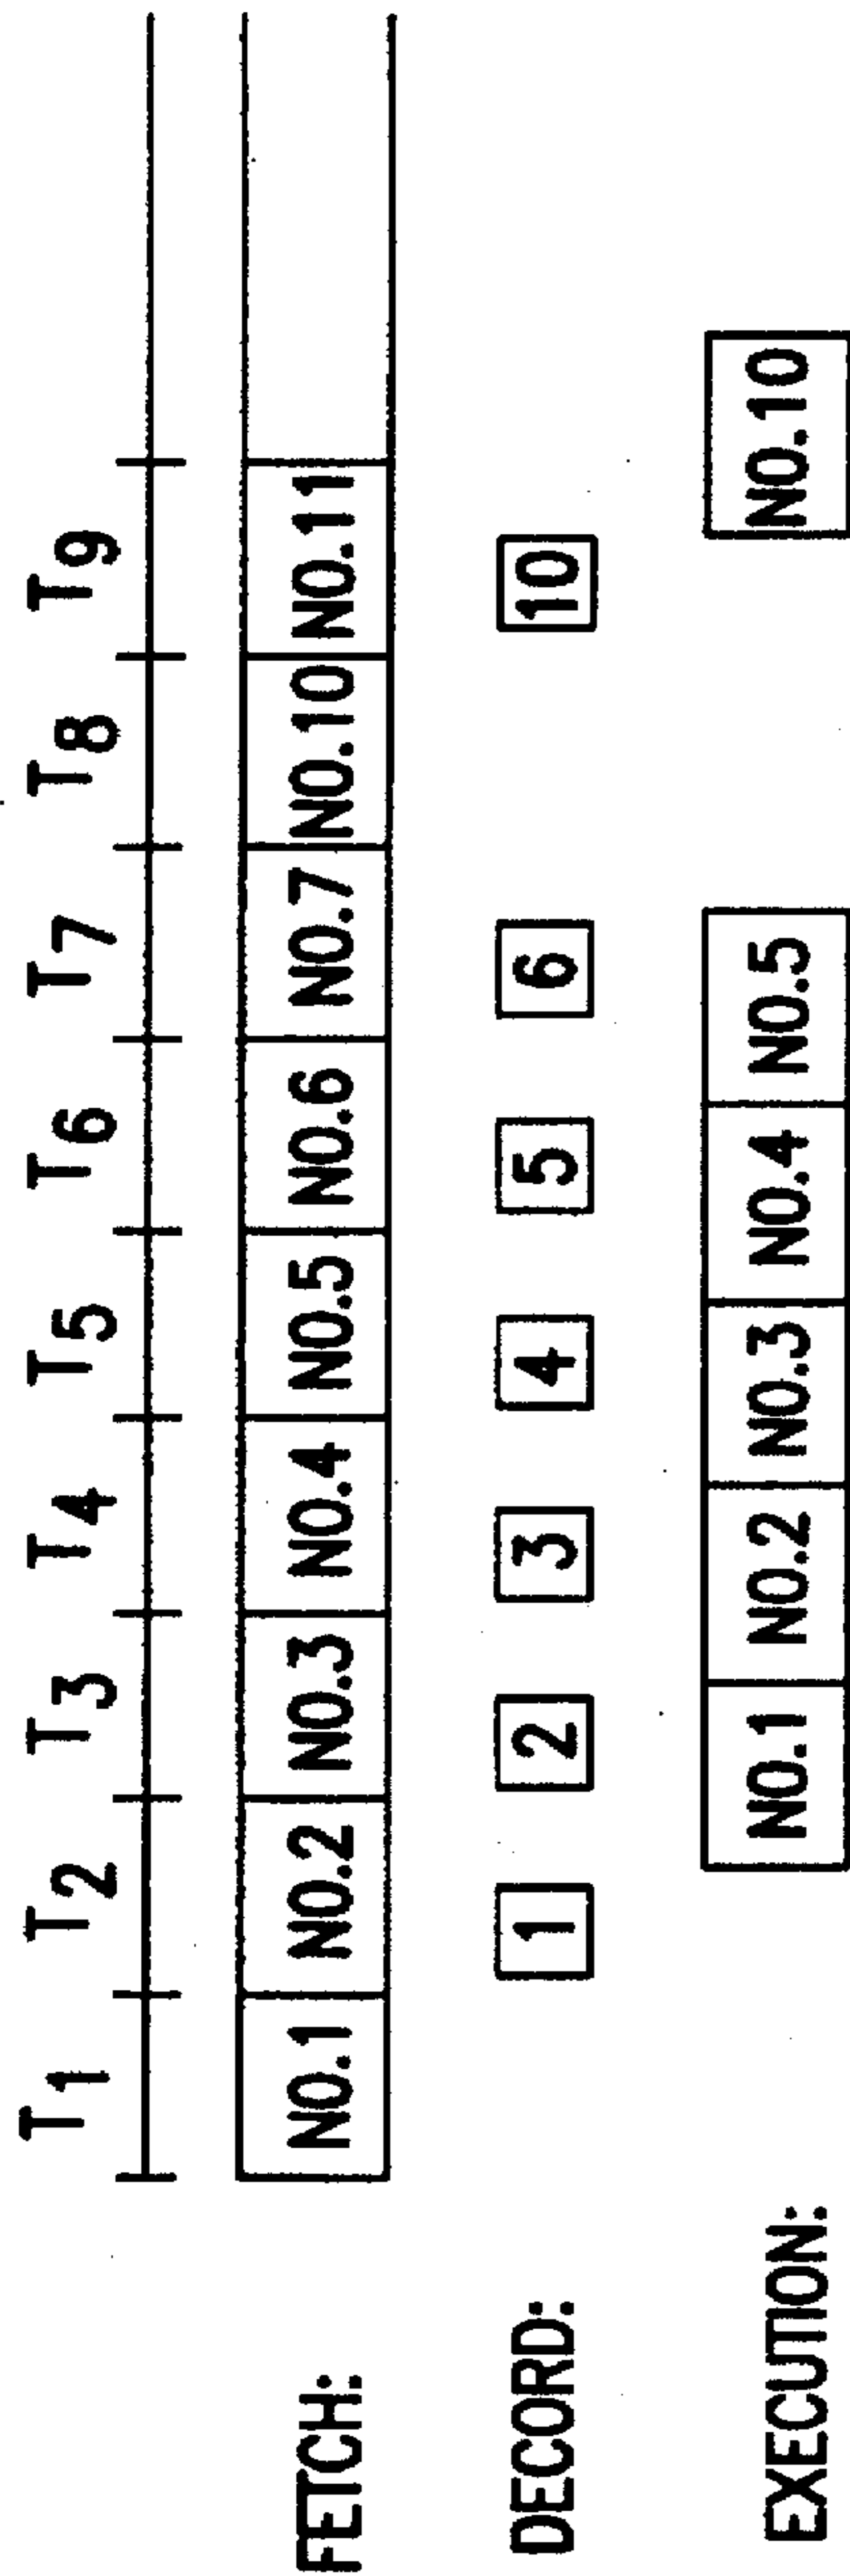 T1 T2 T3 T4 T5 T6 T7 T8 T9
FETCH: NO.1 NO.2 NO.3 NO.4 NO.5 NO.6 NO.7 NO.10 NO.11
DECORD: 1 2 3 4 5 6 10
EXECUTION: NO.1 NO.2 NO.3 NO.4 NO.5 NO.10